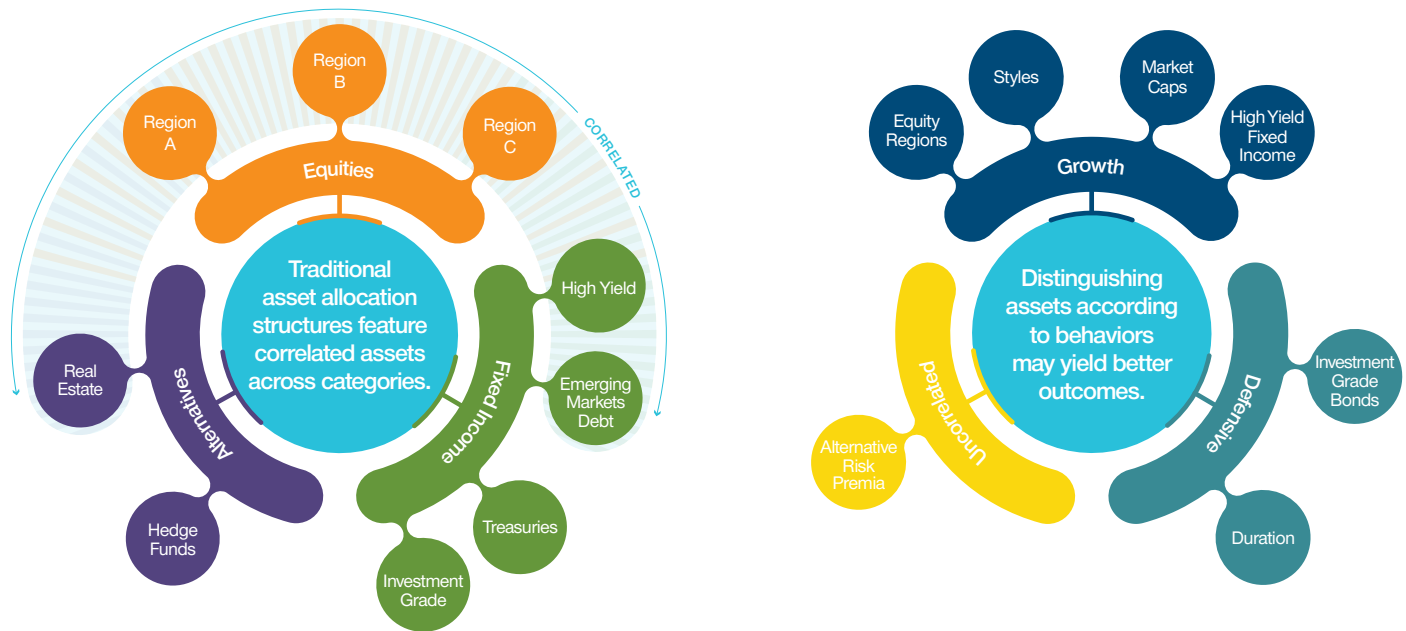 Region
A
Region
B
Region
C
CORRELATED
Equities
Traditional
asset allocation
structures feature
correlated assets
across categories.
High Yield
Emerging
Markets
Debt
Fixed Income
Treasuries
Investment
Grade
Alternatives
Real
Estate
Hedge
Funds
Equity
Regions
Styles
Market
Caps
High Yield
Fixed
Income
Growth
Distinguishing
assets according
to behaviors
may yield better
outcomes.
Investment
Grade
Bonds
Defensive
Duration
Uncorrelated
Alternative
Risk
Premia